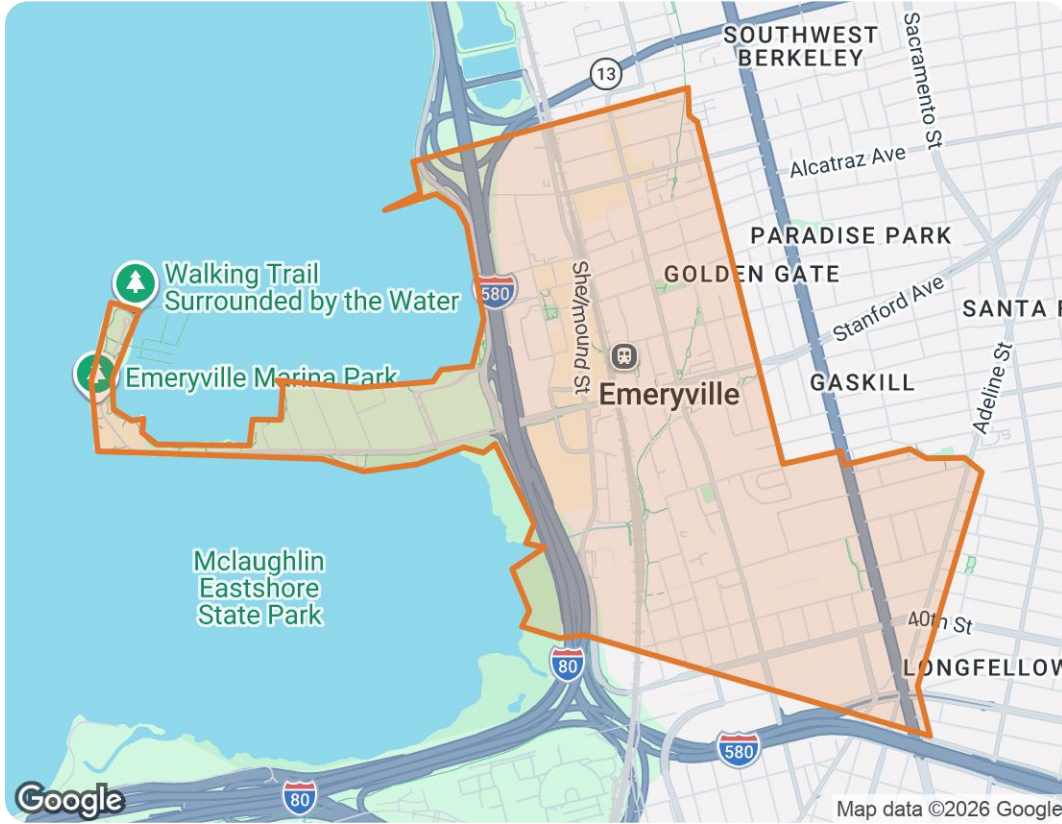 SOUTHWEST
BERKELEY
Sacramento St
13
Alcatraz Ave
PARADISE PARK
Walking Trail
Surrounded by the Water
580
She/mound St
GOLDEN GATE
Stanford Ave
SANTA F
Emeryville Marina Park
Emeryville
GASKILL
Adeline St
Mclaughlin
Eastshore
State Park
40th St
80
LONGFELLOW
580
80
Google
Map data ©2026 Google